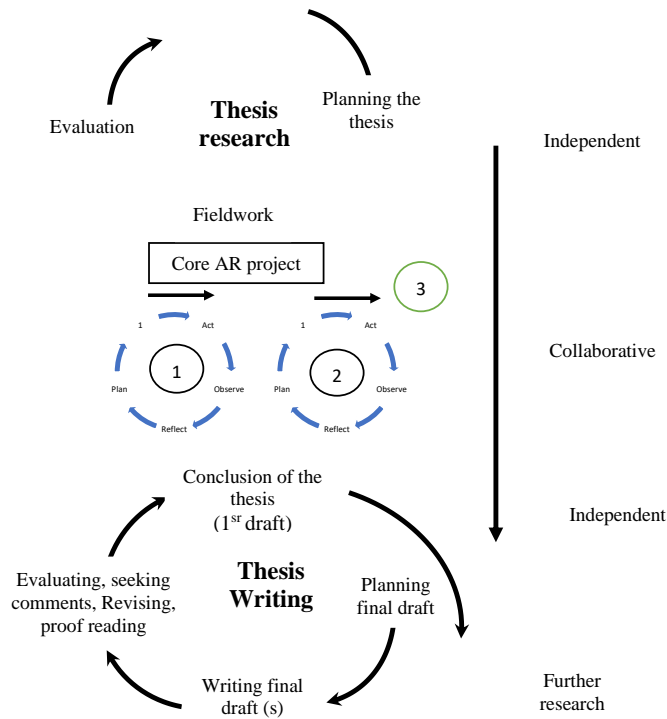 Thesis
research
Planning the
thesis
Evaluation
Independent
Fieldwork
Core AR project
3
1
Act
1
Plan
Observe
Reflect
1
Act
2
Plan
Observe
Reflect
Collaborative
Conclusion of the
thesis
(1sr draft)
Independent
Evaluating, seeking
comments, Revising,
proof reading
Thesis
Writing
Planning
final draft
Writing final
draft (s)
Further
research